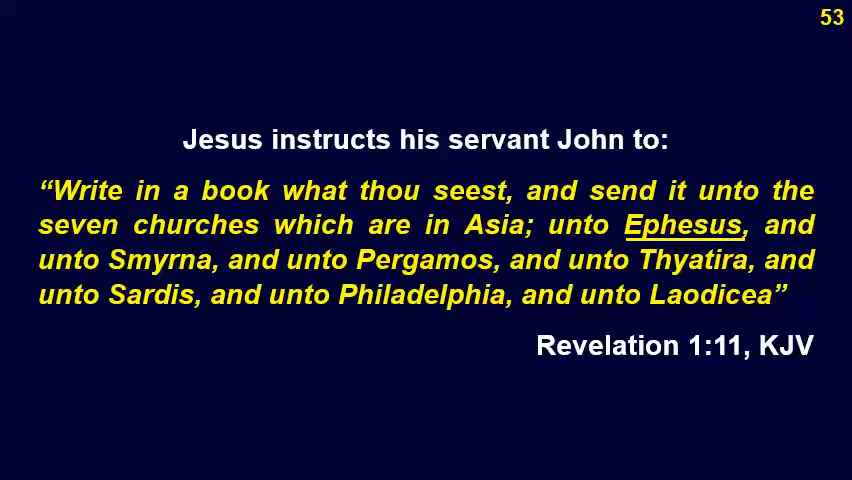 53
Jesus instructs his servant John to:
“Write in a book what thou seest, and send it unto the
seven churches which are in Asia; unto Ephesus, and
unto Smyrna, and unto Pergamos, and unto Thyatira, and
unto Sardis, and unto Philadelphia, and unto Laodicea”
Revelation 1:11, KJV